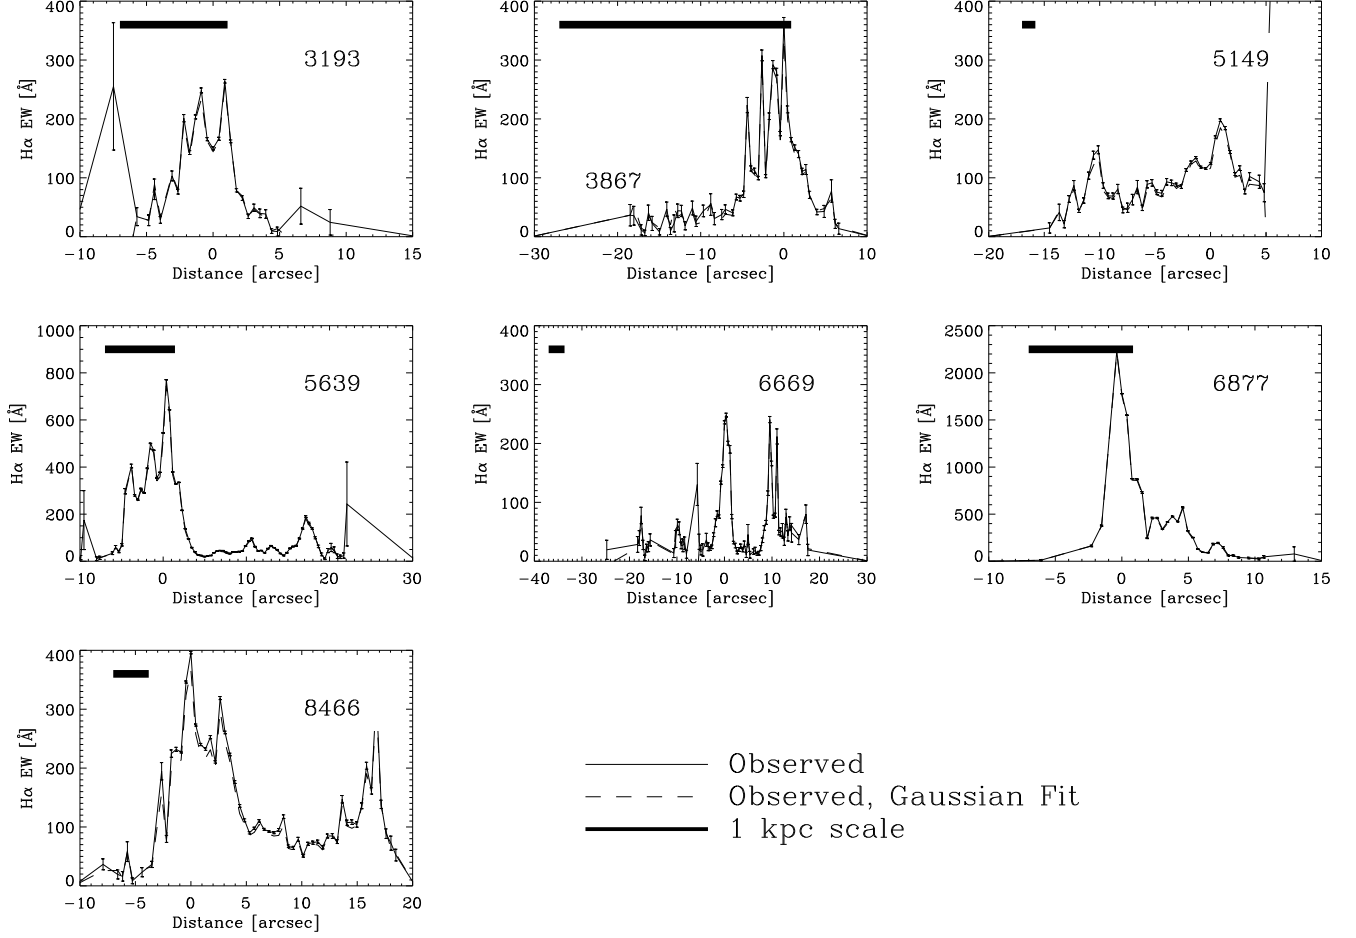 400
300
200
100
0
Hα EW [Å]
3193
-10 -5 0 5 10 15
Distance [arcsec]
400
300
200
100
0
Hα EW [Å]
3867
-30 -20 -10 0 10
Distance [arcsec]
400
300
200
100
0
Hα EW [Å]
5149
-20 -15 -10 -5 0 5 10
Distance [arcsec]
1000
800
600
400
200
0
Hα EW [Å]
5639
-10 0 10 20 30
Distance [arcsec]
400
300
200
100
0
Hα EW [Å]
6669
-40 -30 -20 -10 0 10 20 30
Distance [arcsec]
2500
2000
1500
1000
500
0
Hα EW [Å]
6877
-10 -5 0 5 10 15
Distance [arcsec]
400
300
200
100
0
Hα EW [Å]
8466
-10 -5 0 5 10 15 20
Distance [arcsec]
Observed
Observed, Gaussian Fit
1 kpc scale